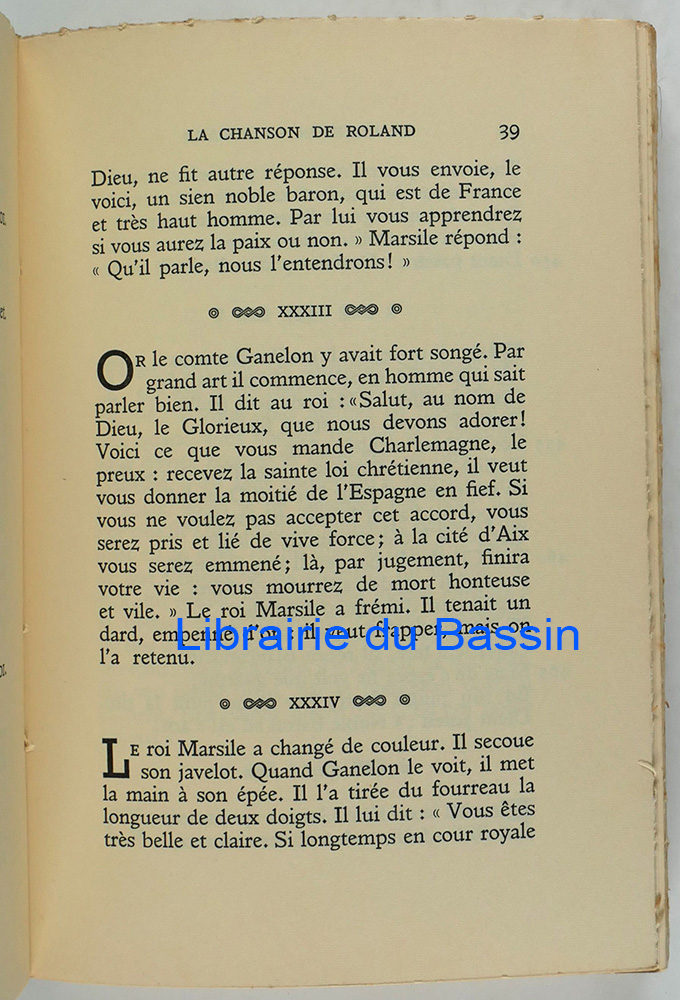 LA CHANSON DE ROLAND 39
Dieu, ne fit autre réponse. Il vous envoie, le
voici, un sien noble baron, qui est de France
et très haut homme. Par lui vous apprendrez
si vous aurez la paix ou non. » Marsile répond :
« Qu'il parle, nous l'entendrons! »
XXXIII
OR le comte Ganelon y avait fort songé. Par
grand art il commence, en homme qui sait
parler bien. Il dit au roi : «Salut, au nom de
Dieu, le Glorieux, que nous devons adorer!
Voici ce que vous mande Charlemagne, le
preux : recevez la sainte loi chrétienne, il veut
vous donner la moitié de l'Espagne en fief. Si
vous ne voulez pas accepter cet accord, vous
serez pris et lié de vive force; à la cité d'Aix
vous serez emmené; là, par jugement, finira
votre vie : vous mourrez de mort honteuse
et vile. » Le roi Marsile a frémi. Il tenait un
dard, empenné d'or : il veut frapper, mais on
Librairie du Bassin
l'a retenu.
XXXIV
LE roi Marsile a changé de couleur. Il secoue
son javelot. Quand Ganelon le voit, il met
la main à son épée. Il l'a tirée du fourreau la
longueur de deux doigts. Il lui dit : « Vous êtes
très belle et claire. Si longtemps en cour royale